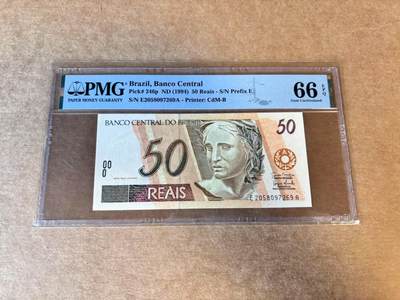 PMG
PAPER MONEY GUARANTY
Brazil, Banco Central
Pick# 246p ND (1994) 50 Reais - S/N Prefix E
S/N E2058097269A - Printer: CdM-B
66 EPQ
Gem Uncirculated
BANCO CENTRAL DO
50
50
REAIS
E 2058097269 A